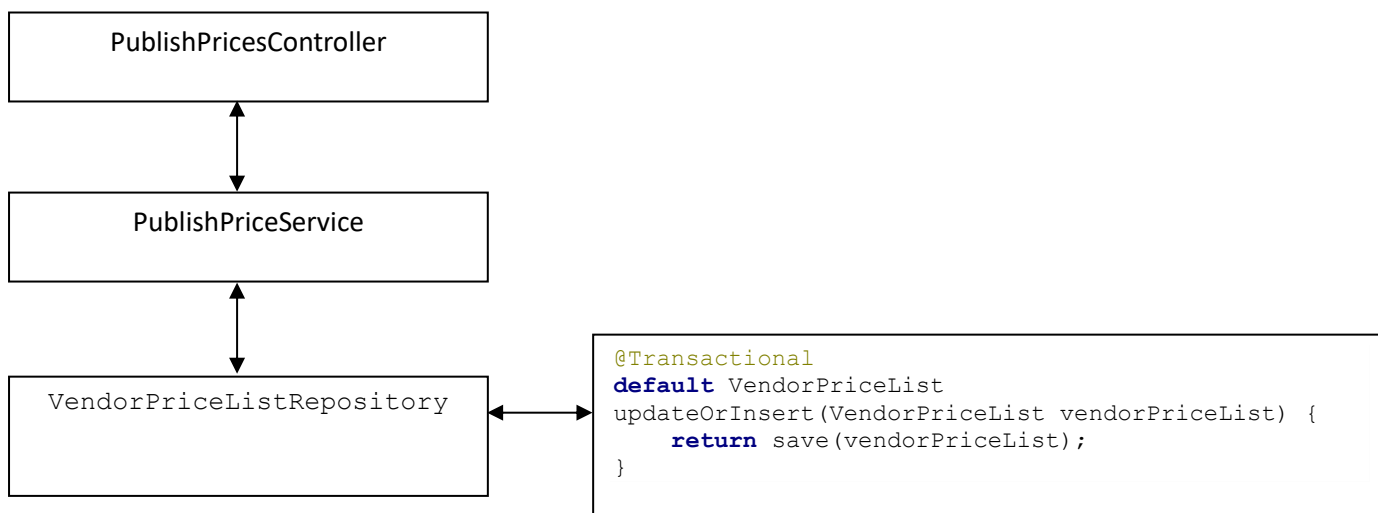 PublishPricesController
PublishPriceService
VendorPriceListRepository
@Transactional
default VendorPriceList
updateOrInsert(VendorPriceList vendorPriceList) {
    return save(vendorPriceList);
}